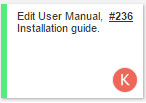 Edit User Manual, #236
Installation guide.
K